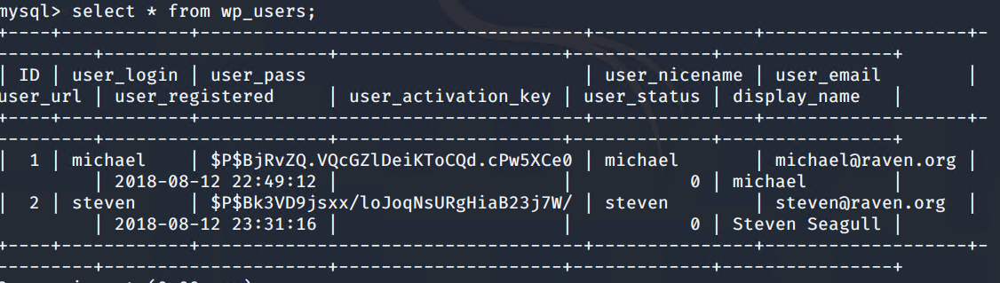 mysql> select * from wp_users;
+----+------------+----------------------------------+---------------+-------------------+-
---------+---------------------+---------------------+-------------+----------------+
| ID | user_login | user_pass | user_nicename | user_email |
user_url | user_registered | user_activation_key | user_status | display_name |
+----+------------+----------------------------------+---------------+-------------------+-
---------+---------------------+---------------------+-------------+----------------+
| 1 | michael | $P$BjRvZQ.VQcGZlDeiKToCQd.cPw5XCe0 | michael | michael@raven.org |
| 2018-08-12 22:49:12 | | 0 | michael |
| 2 | steven | $P$Bk3VD9jsxx/loJoqNsURgHiaB23j7W/ | steven | steven@raven.org |
| 2018-08-12 23:31:16 | | 0 | Steven Seagull |
+----+------------+----------------------------------+---------------+-------------------+-
---------+---------------------+---------------------+-------------+----------------+